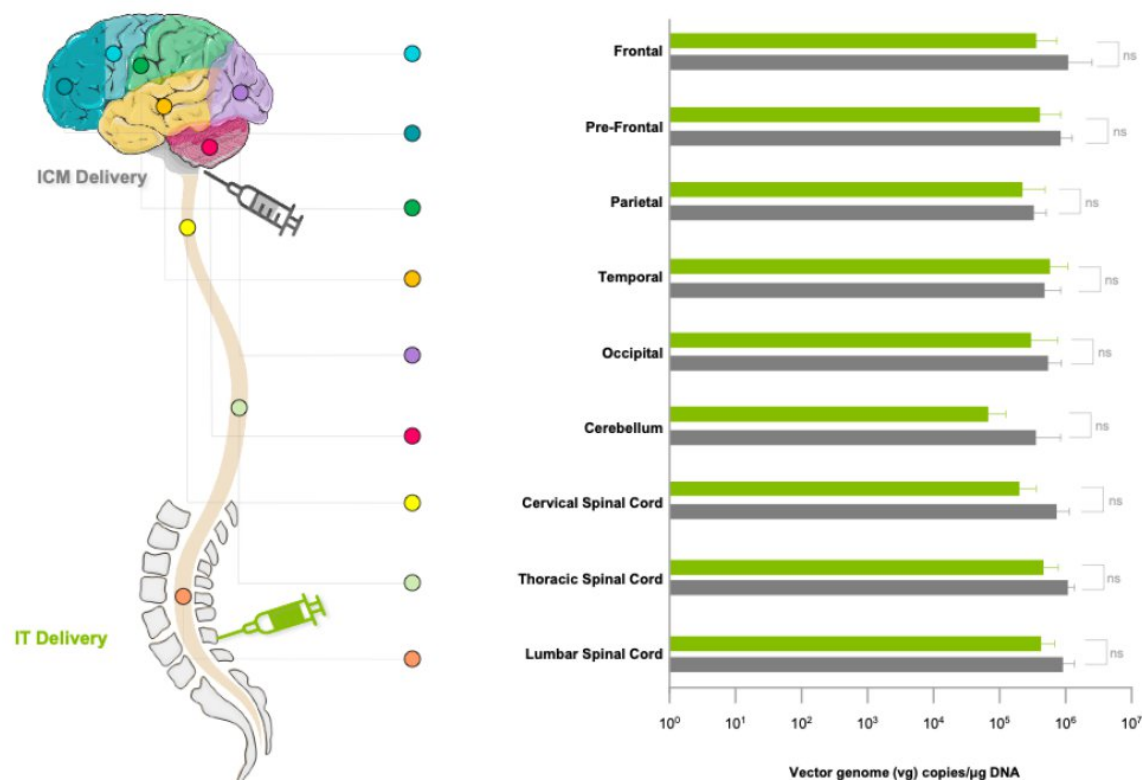 ICM Delivery
IT Delivery
Frontal
ns
Pre-Frontal
ns
Parietal
ns
Temporal
ns
Occipital
ns
Cerebellum
ns
Cervical Spinal Cord
ns
Thoracic Spinal Cord
ns
Lumbar Spinal Cord
ns
10⁰ 10¹ 10² 10³ 10⁴ 10⁵ 10⁶ 10⁷
Vector genome (vg) copies/µg DNA